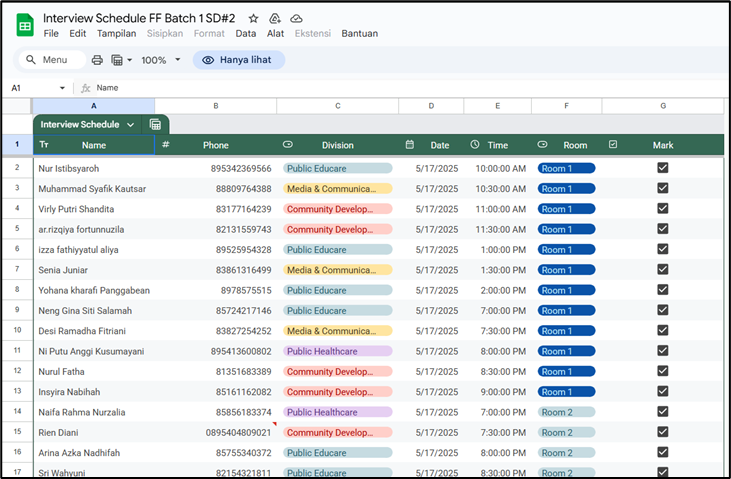 Interview Schedule FF Batch 1 SD#2
File Edit Tampilan Sisipkan Format Data Alat Ekstensi Bantuan
Menu 100% Hanya lihat
A1 fx Name
A B C D E F G
Interview Schedule
1 Tт Name # Phone Division Date Time Room Mark
2 Nur Istibsyaroh 895342369566 Public Educare 5/17/2025 10:00:00 AM Room 1
3 Muhammad Syafik Kautsar 88809764388 Media & Communica... 5/17/2025 10:30:00 AM Room 1
4 Virly Putri Shandita 83177164239 Community Develop... 5/17/2025 11:00:00 AM Room 1
5 ar.rizqiya fortunnuzila 82131559743 Community Develop... 5/17/2025 11:30:00 AM Room 1
6 izza fathiyyatul aliya 89525954328 Public Educare 5/17/2025 1:00:00 PM Room 1
7 Senia Juniar 83861316499 Media & Communica... 5/17/2025 1:30:00 PM Room 1
8 Yohana kharafi Panggabean 8978575515 Public Educare 5/17/2025 2:00:00 PM Room 1
9 Neng Gina Siti Salamah 85724217146 Public Educare 5/17/2025 7:00:00 PM Room 1
10 Desi Ramadha Fitriani 83827254252 Media & Communica... 5/17/2025 7:30:00 PM Room 1
11 Ni Putu Anggi Kusumayani 895413600802 Public Healthcare 5/17/2025 8:00:00 PM Room 1
12 Nurul Fatha 81351683389 Community Develop... 5/17/2025 8:30:00 PM Room 1
13 Insyira Nabihah 85161162082 Community Develop... 5/17/2025 9:00:00 PM Room 1
14 Naifa Rahma Nurzalia 85856183374 Public Healthcare 5/17/2025 7:00:00 PM Room 2
15 Rien Diani 0895404809021 Community Develop... 5/17/2025 7:30:00 PM Room 2
16 Arina Azka Nadhifah 85755340372 Public Educare 5/17/2025 8:00:00 PM Room 2
17 Sri Wahyuni 82154321811 Public Educare 5/17/2025 8:30:00 PM Room 2